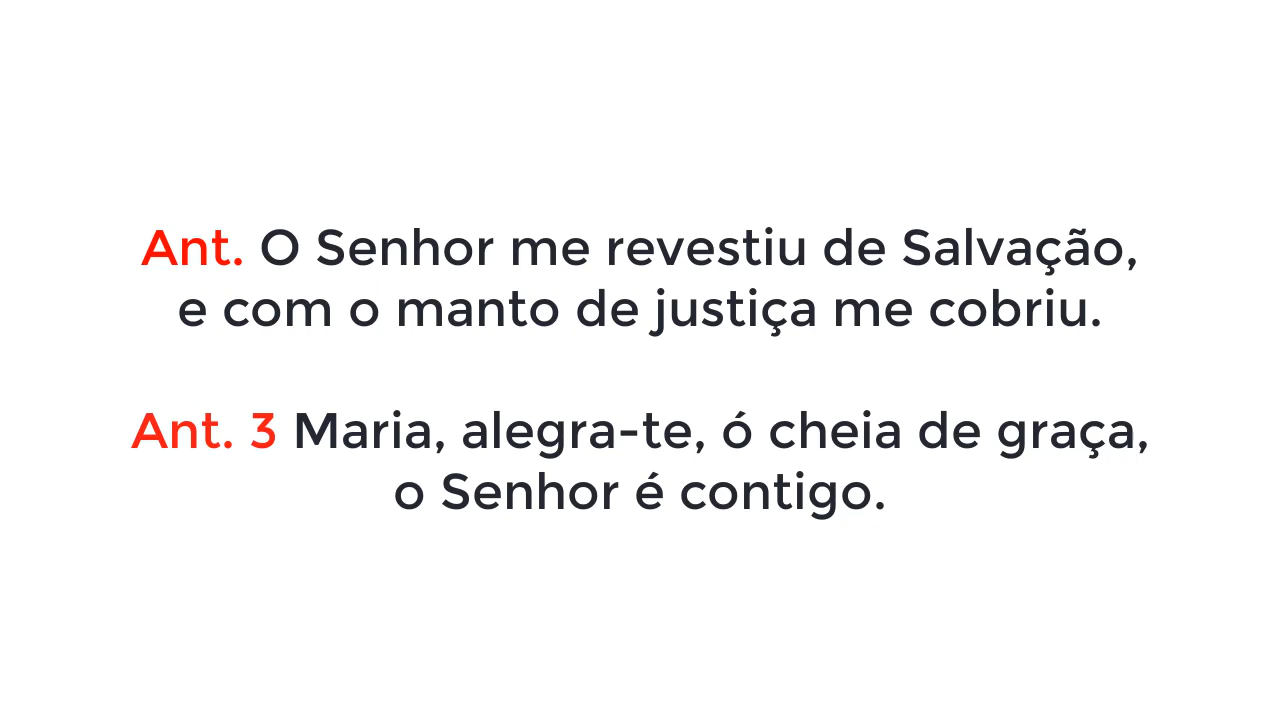 Ant. O Senhor me revestiu de Salvação,
e com o manto de justiça me cobriu.
Ant. 3 Maria, alegra-te, ó cheia de graça,
o Senhor é contigo.